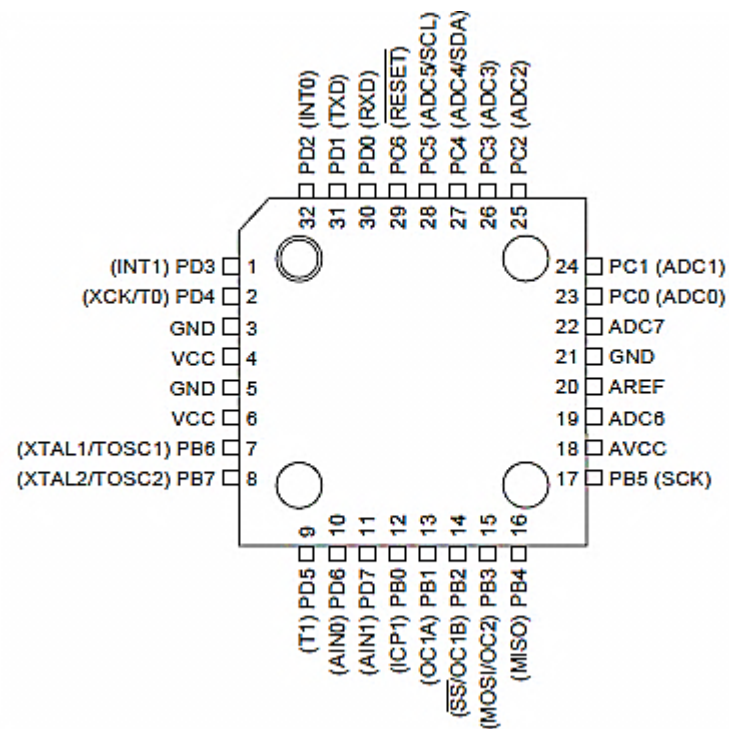 PD2 (INT0)
PD1 (TXD)
PD0 (RXD)
PC6 (RESET)
PC5 (ADC5/SCL)
PC4 (ADC4/SDA)
PC3 (ADC3)
PC2 (ADC2)
32 31 30 29 28 27 26 25
(INT1) PD3 1
(XCK/T0) PD4 2
GND 3
VCC 4
GND 5
VCC 6
(XTAL1/TOSC1) PB6 7
(XTAL2/TOSC2) PB7 8
24 PC1 (ADC1)
23 PC0 (ADC0)
22 ADC7
21 GND
20 AREF
19 ADC6
18 AVCC
17 PB5 (SCK)
9 10 11 12 13 14 15 16
(T1) PD5
(AIN0) PD6
(AIN1) PD7
(ICP1) PB0
(OC1A) PB1
(SS/OC1B) PB2
(MOSI/OC2) PB3
(MISO) PB4